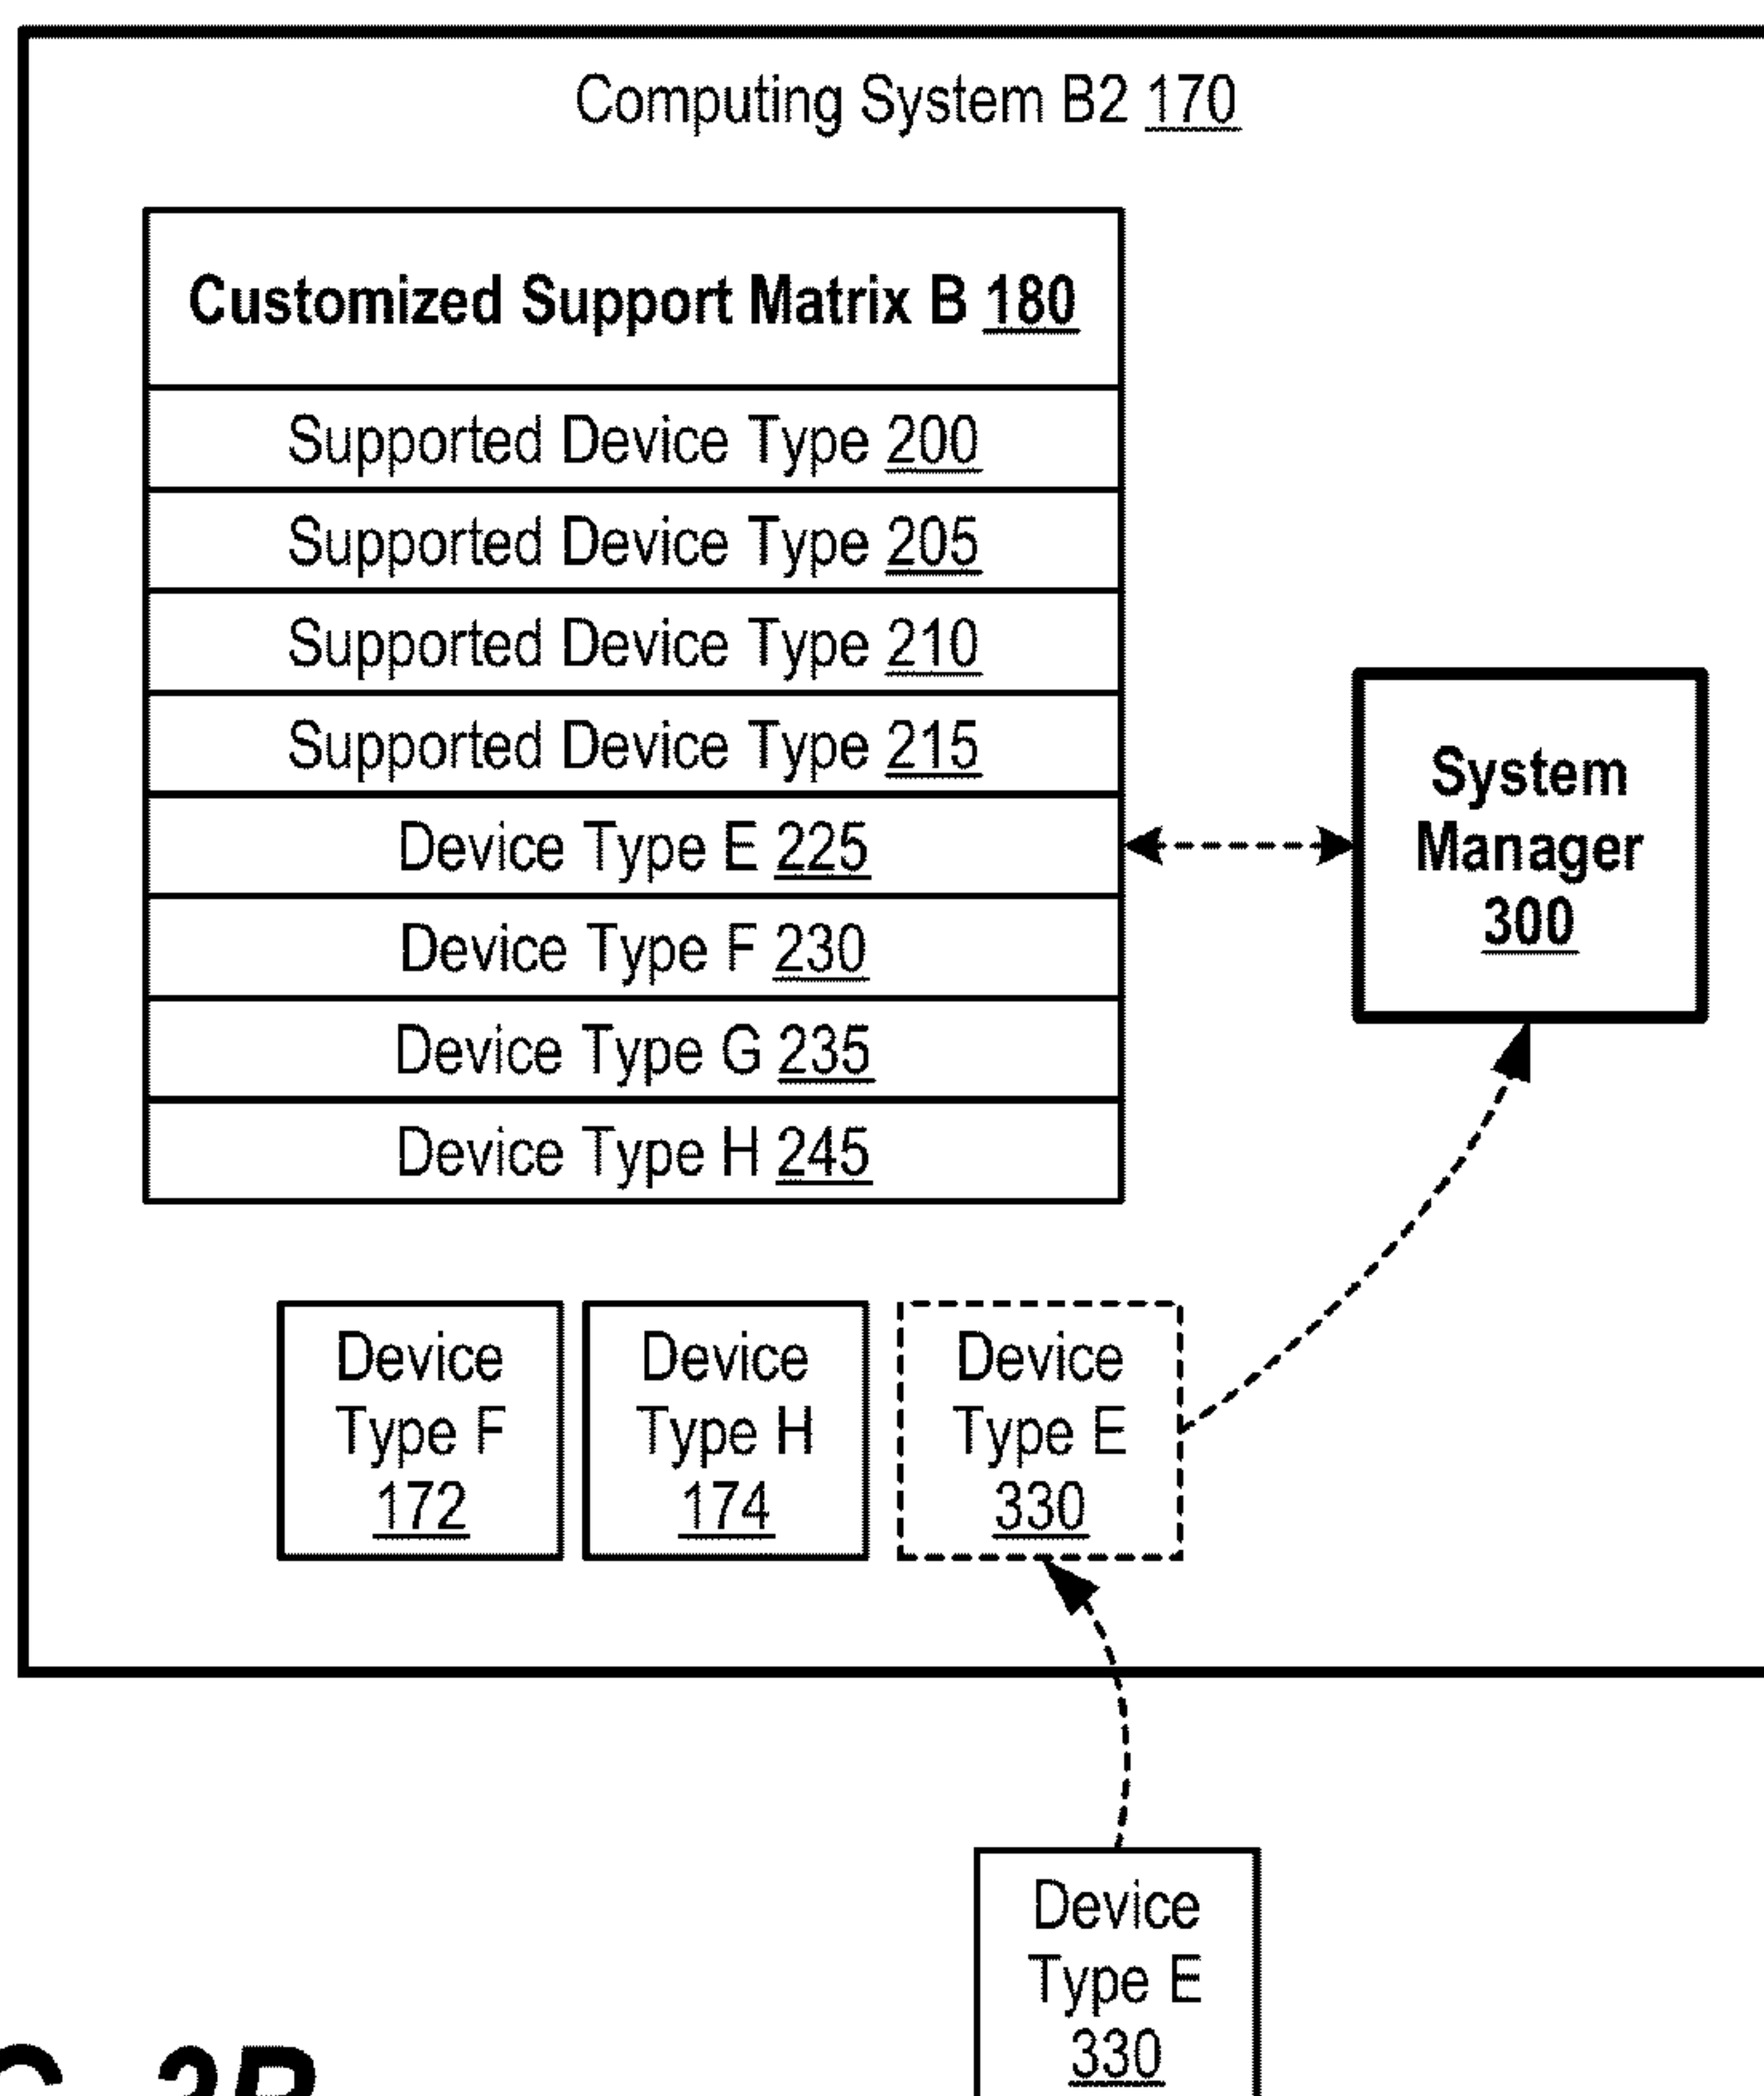 Computing System B2 170
Customized Support Matrix B 180
Supported Device Type 200
Supported Device Type 205
Supported Device Type 210
Supported Device Type 215
Device Type E 225
Device Type F 230
Device Type G 235
Device Type H 245
System
Manager
300
Device
Type F
172
Device
Type H
174
Device
Type E
330
Device
Type E
330